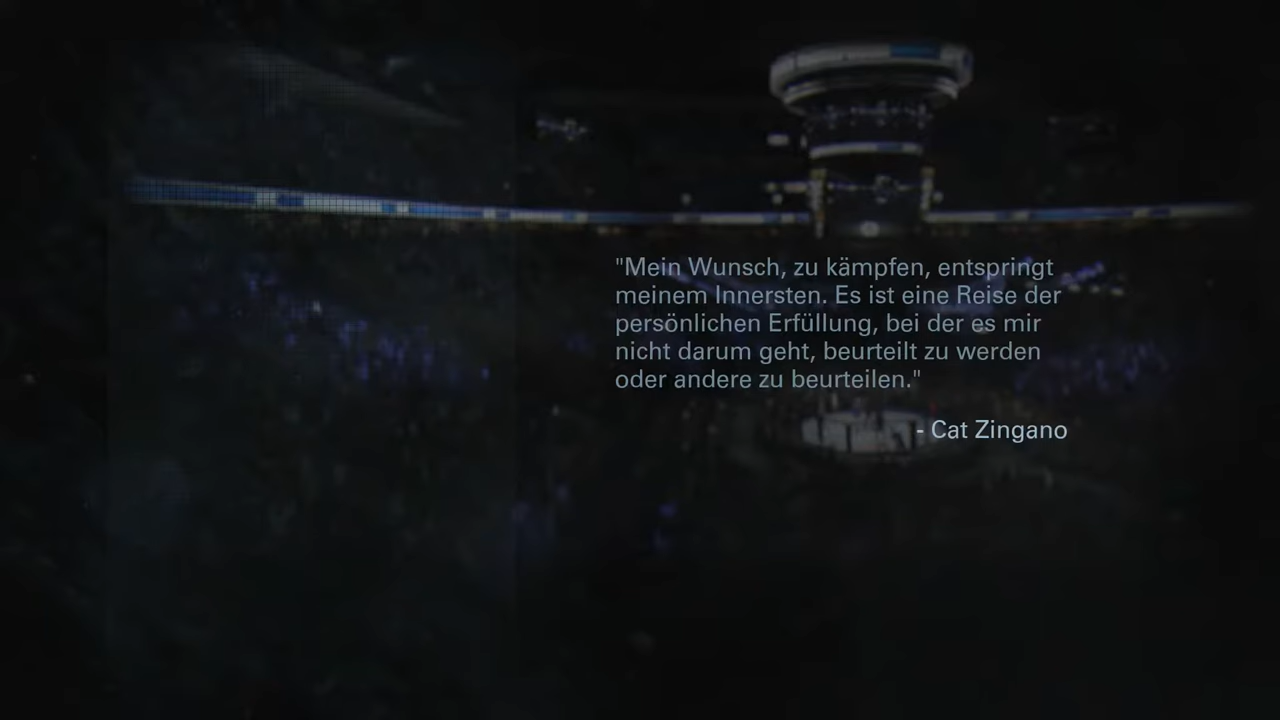 "Mein Wunsch, zu kämpfen, entspringt
meinem Innersten. Es ist eine Reise der
persönlichen Erfüllung, bei der es mir
nicht darum geht, beurteilt zu werden
oder andere zu beurteilen."
- Cat Zingano